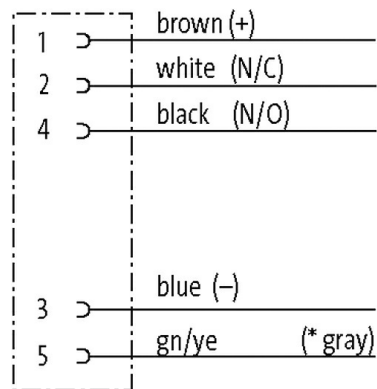 1 brown (+)
2 white (N/C)
4 black (N/O)
3 blue (–)
5 gn/ye (* gray)